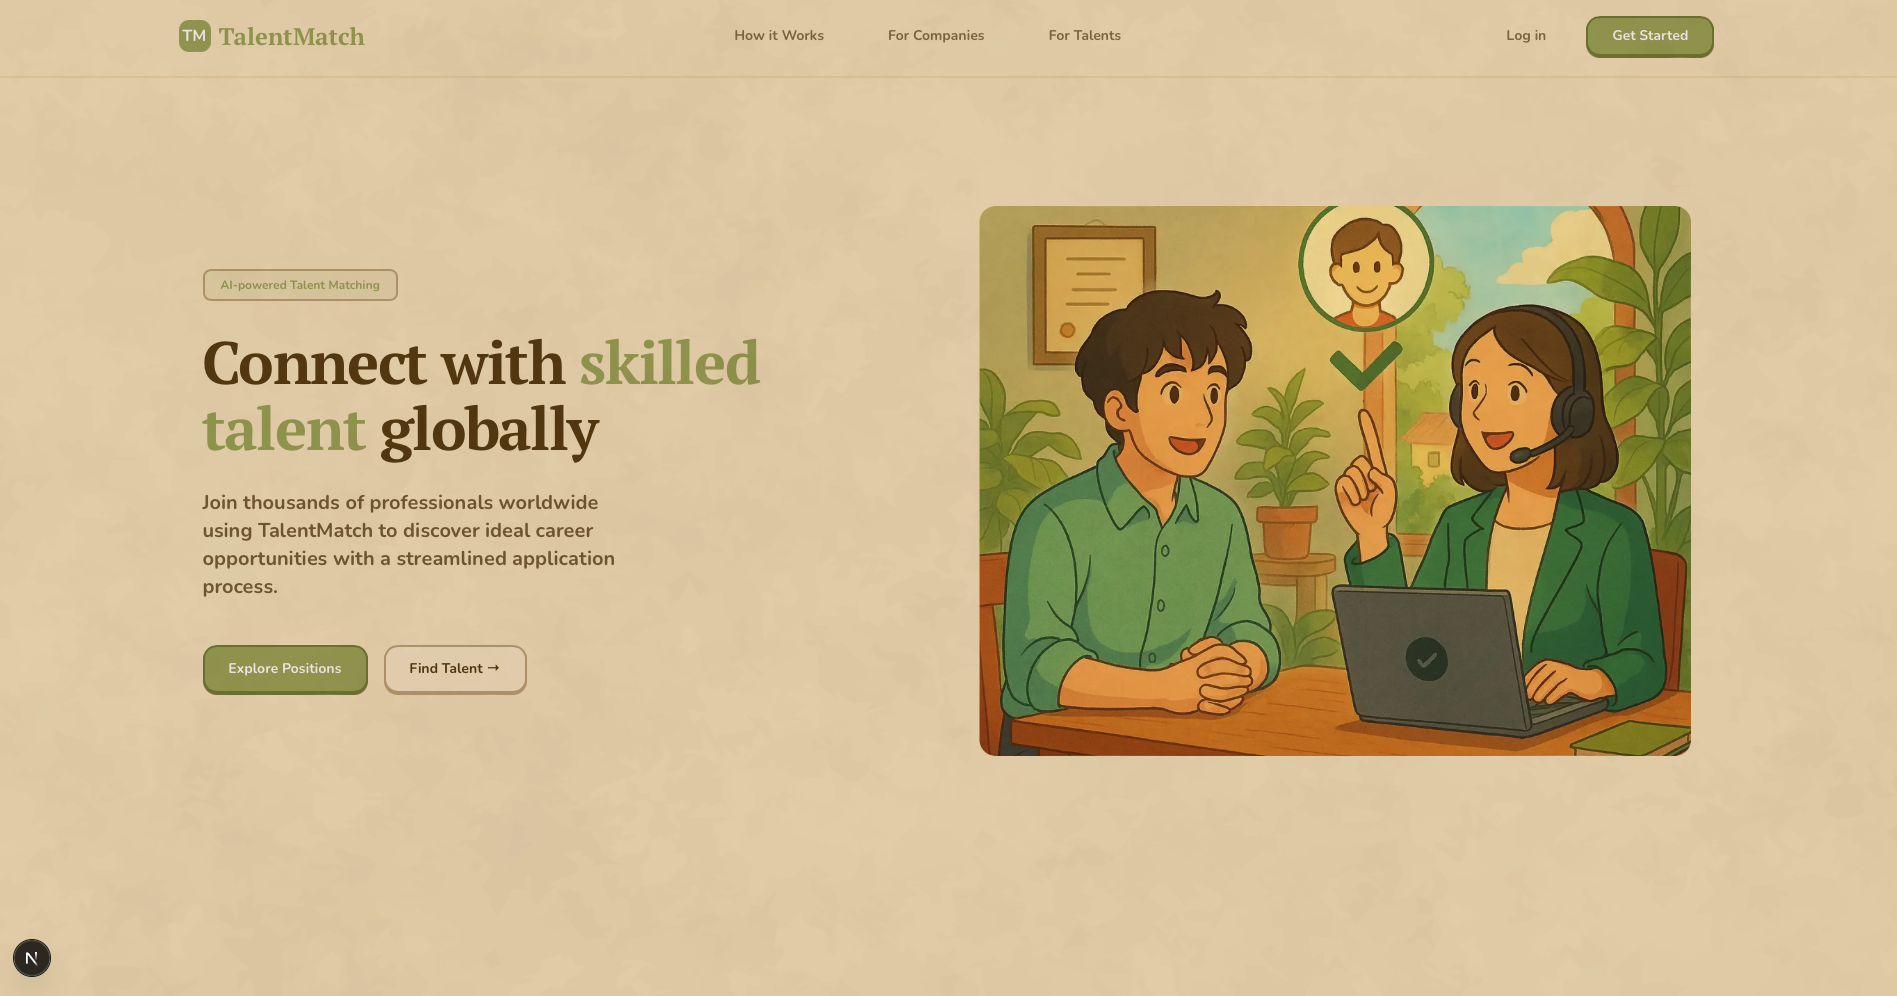 TM TalentMatch
How it Works
For Companies
For Talents
Log in
Get Started
AI-powered Talent Matching
Connect with skilled
talent globally
Join thousands of professionals worldwide
using TalentMatch to discover ideal career
opportunities with a streamlined application
process.
Explore Positions
Find Talent →
N